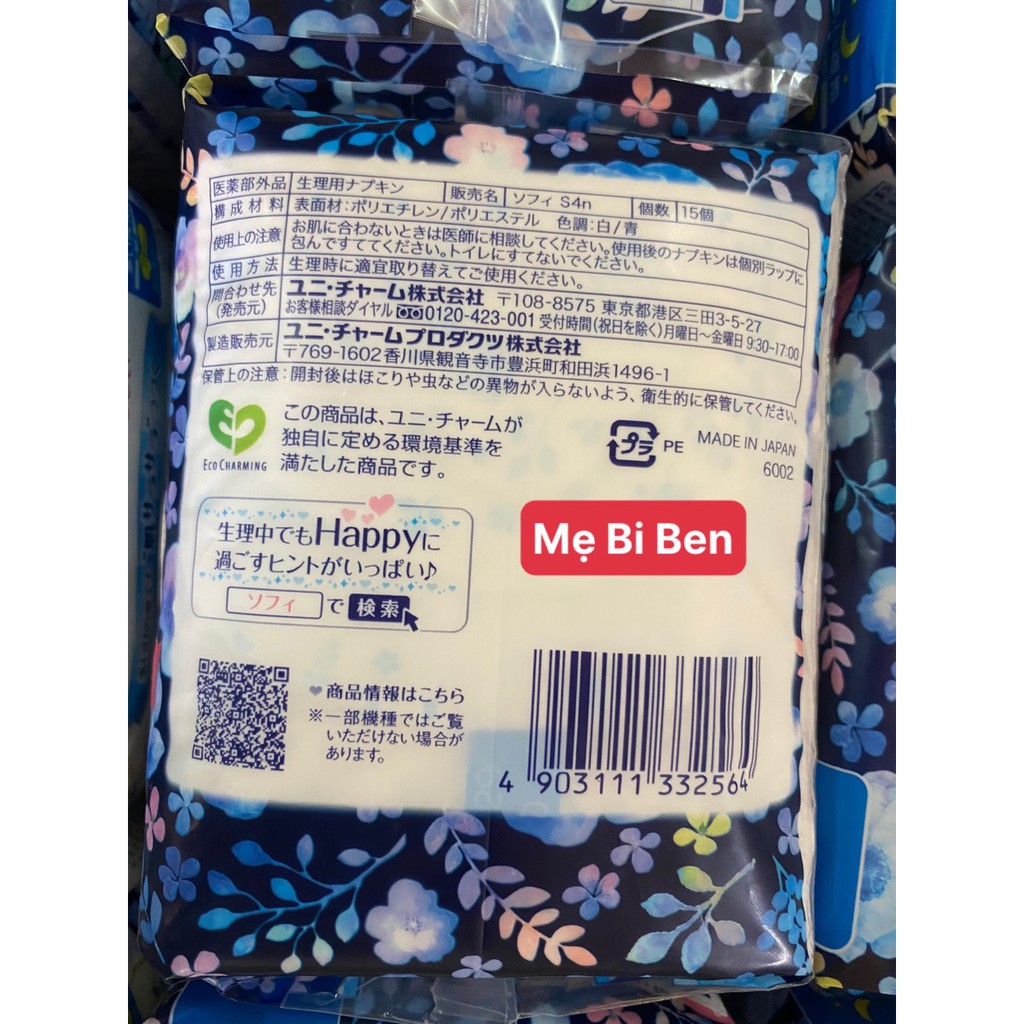 医薬部外品 生理用ナプキン 販売名 ソフィ S4n 個数 15個
構成材料 表面材:ポリエチレン/ポリエステル 色調:白/青
使用上の注意 お肌に合わないときは医師に相談してください。使用後のナプキンは個別ラップに
包んですててください。トイレにすてないでください。
使用方法 生理時に適宜取り替えてご使用ください。
問合わせ先
(発売元)
ユニ・チャーム株式会社 〒108-8575 東京都港区三田3-5-27
お客様相談ダイヤル 0120-423-001 受付時間(祝日を除く)月曜日~金曜日 9:30~17:00
製造販売元 ユニ・チャームプロダクツ株式会社
〒769-1602 香川県観音寺市豊浜町和田浜1496-1
保管上の注意:開封後はほこりや虫などの異物が入らないよう、衛生的に保管してください。
ECO CHARMING
この商品は、ユニ・チャームが
独自に定める環境基準を
満たした商品です。
プラ PE
MADE IN JAPAN
6002
生理中でもHappyに
過ごすヒントがいっぱい♪
ソフィ で 検索
Mẹ Bi Ben
♥商品情報はこちら
※一部機種ではご覧
いただけない場合が
あります。
4 903111 332564